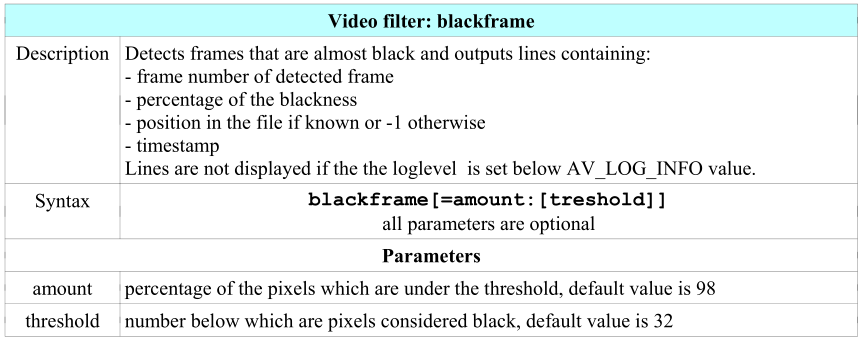 Video filter: blackframe
Description
Detects frames that are almost black and outputs lines containing:
- frame number of detected frame
- percentage of the blackness
- position in the file if known or -1 otherwise
- timestamp
Lines are not displayed if the the loglevel is set below AV_LOG_INFO value.
Syntax
blackframe[=amount:[treshold]]
all parameters are optional
Parameters
amount
percentage of the pixels which are under the threshold, default value is 98
threshold
number below which are pixels considered black, default value is 32